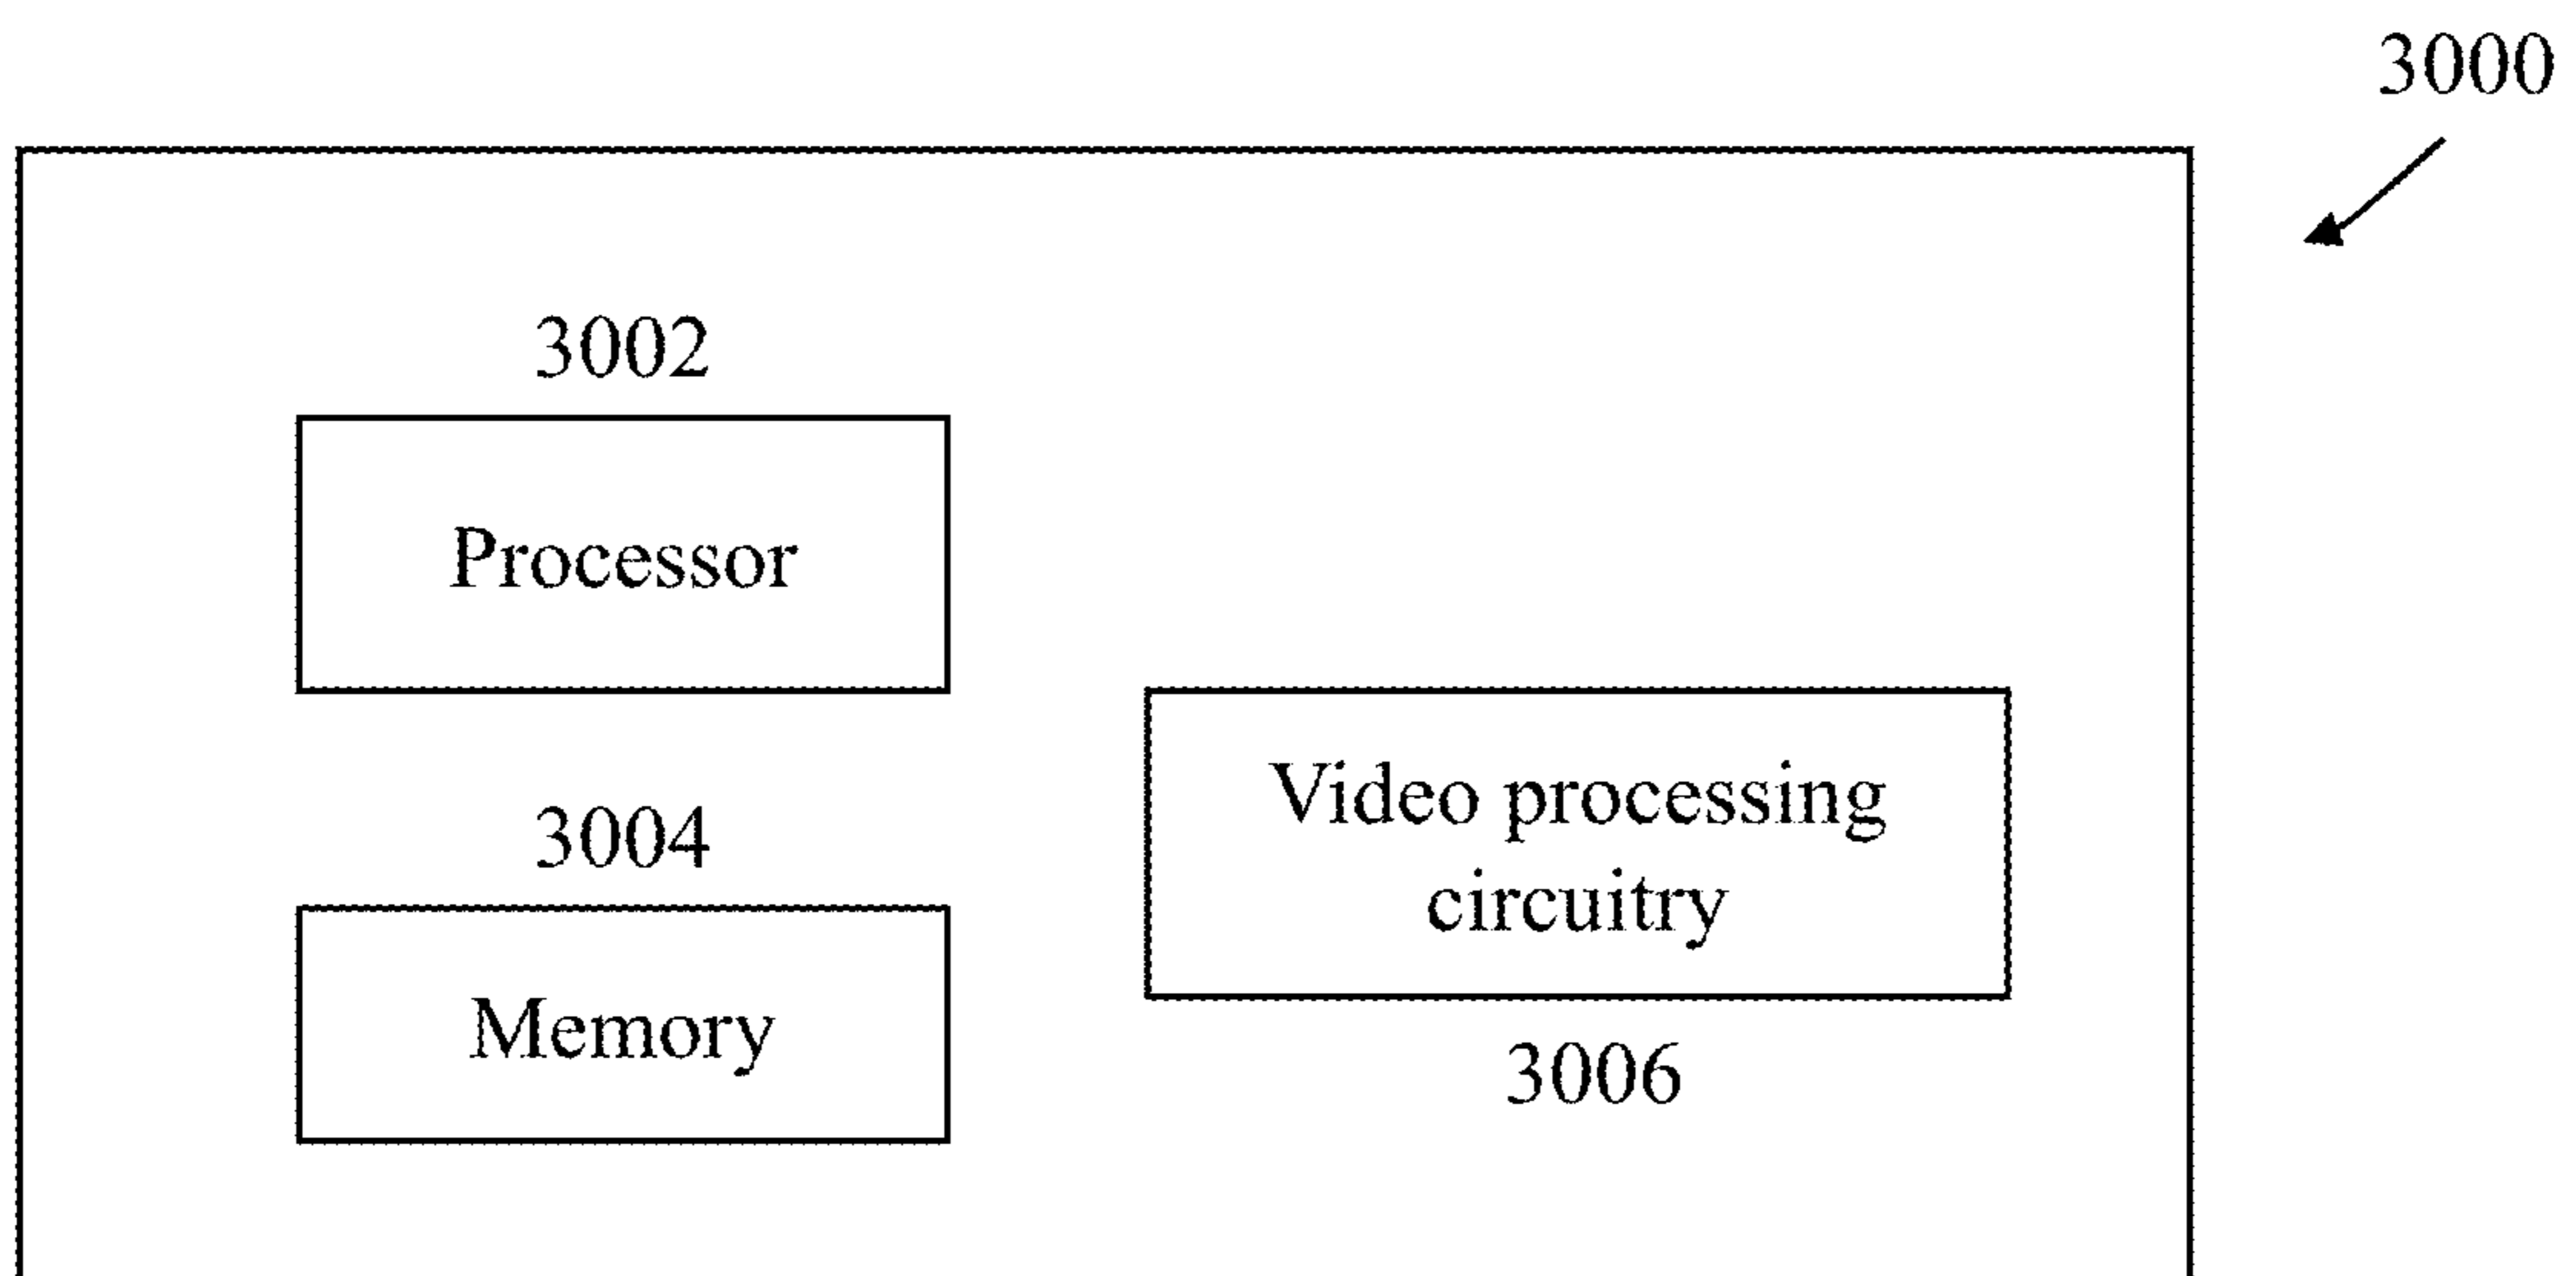 3000
3002
Processor
3004
Memory
Video processing
circuitry
3006